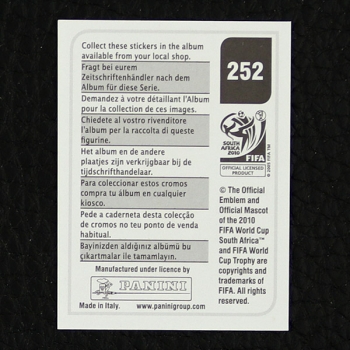 Collect these stickers in the album
available from your local shop.
Fragt bei eurem
Zeitschriftenhändler nach dem
Album für diese Serie.
Demandez à votre détaillant l'Album
pour la collection de ces images.
Chiedete al vostro rivenditore
l'album per la raccolta di queste
figurine.
Het album en de andere
plaatjes zijn verkrijgbaar bij de
tijdschrifthandelaar.
Para coleccionar estos cromos
compra tu álbum en cualquier
kiosco.
Pede a caderneta desta colecção
de cromos no teu ponto de venda
habitual.
Bayinizden aldığınız albümü bu
çıkartmalar ile tamamlayın.
Manufactured under licence by
PANINI
Made in Italy. www.paninigroup.com
252
SOUTH AFRICA
2010
FIFA
OFFICIAL LICENSED
PRODUCT
© The Official
Emblem and
Official Mascot
of the 2010
FIFA World Cup
South Africa™
and FIFA World
Cup Trophy are
copyrights and
trademarks of
FIFA. All rights
reserved.